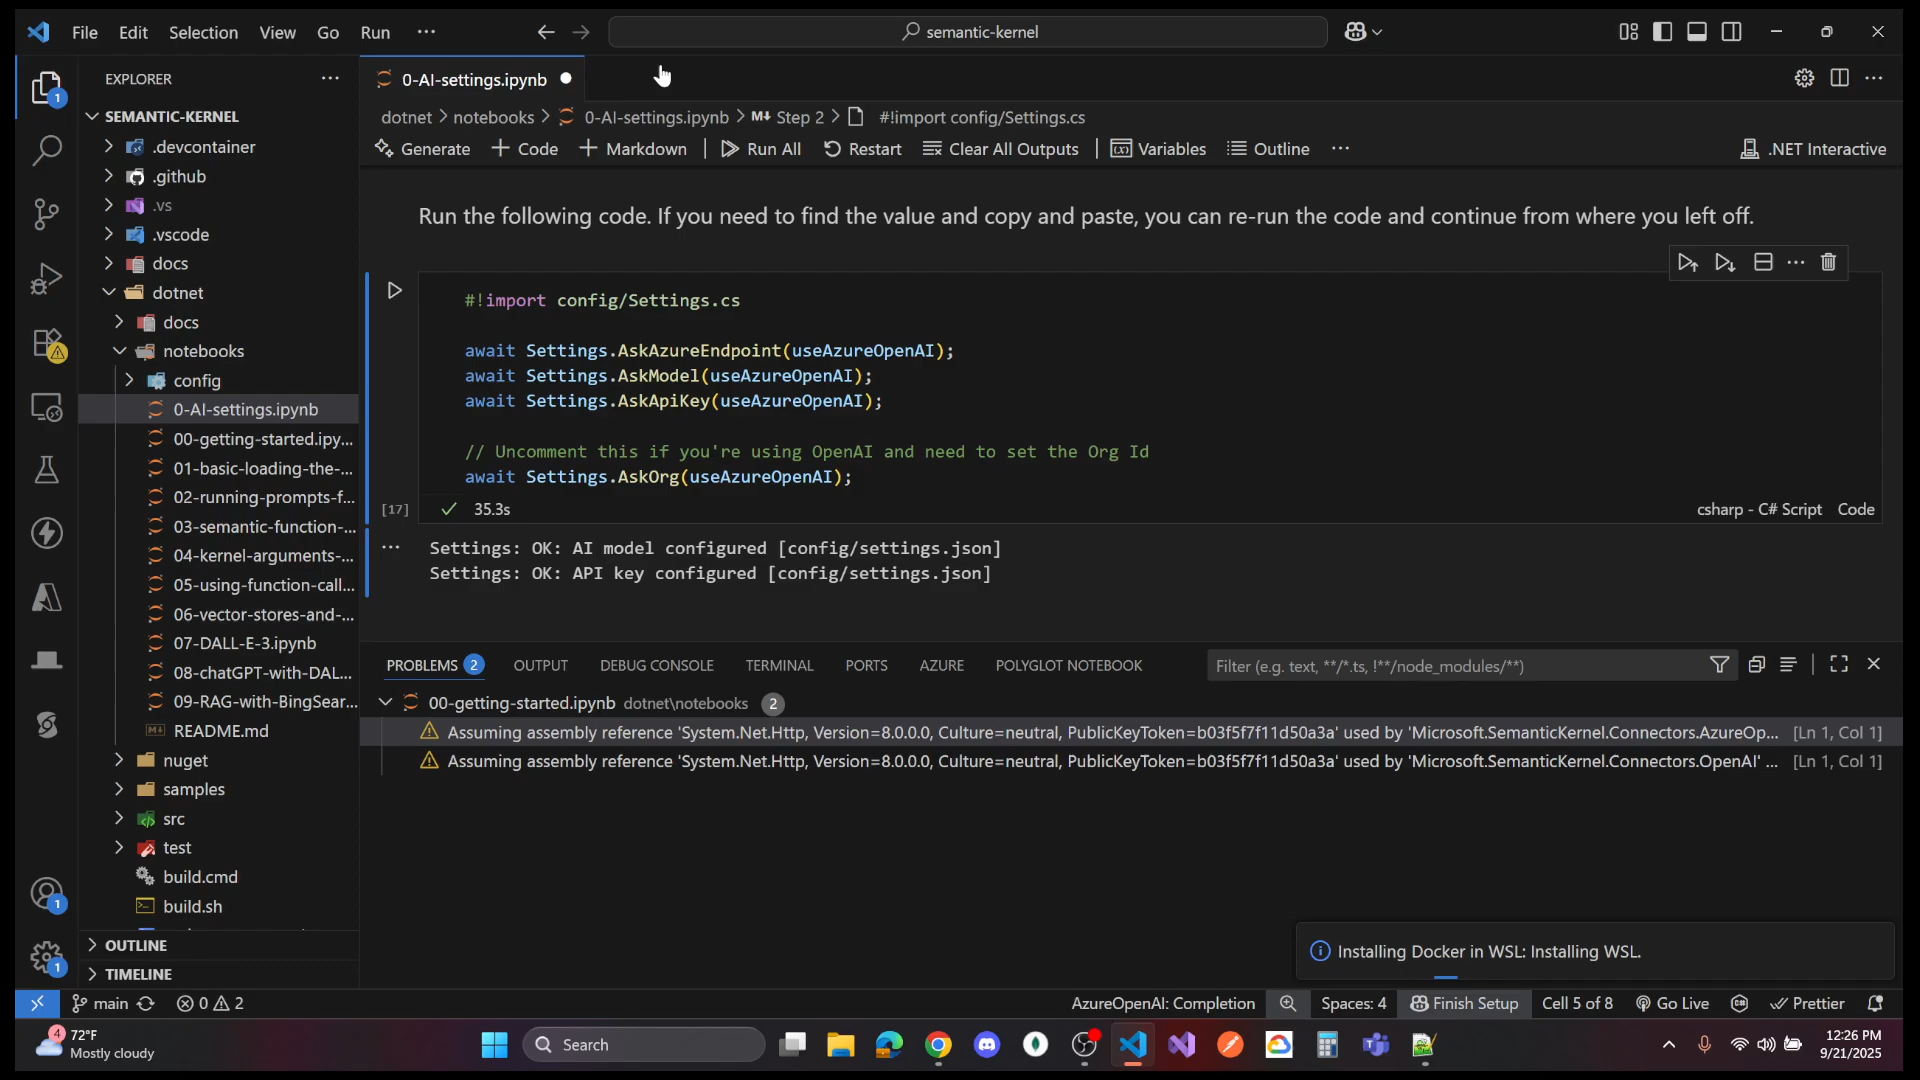 File Edit Selection View Go Run ···
semantic-kernel
EXPLORER
SEMANTIC-KERNEL
.devcontainer
.github
.vs
.vscode
docs
dotnet
docs
notebooks
config
0-AI-settings.ipynb
00-getting-started.ipy...
01-basic-loading-the-...
02-running-prompts-f...
03-semantic-function-...
04-kernel-arguments-...
05-using-function-call...
06-vector-stores-and-...
07-DALL-E-3.ipynb
08-chatGPT-with-DAL...
09-RAG-with-BingSear...
README.md
nuget
samples
src
test
build.cmd
build.sh
OUTLINE
TIMELINE
0-AI-settings.ipynb
dotnet > notebooks > 0-AI-settings.ipynb > M↓ Step 2 > #!import config/Settings.cs
Generate + Code + Markdown | Run All Restart Clear All Outputs | Variables Outline ··· .NET Interactive
Run the following code. If you need to find the value and copy and paste, you can re-run the code and continue from where you left off.
#!import config/Settings.cs
await Settings.AskAzureEndpoint(useAzureOpenAI);
await Settings.AskModel(useAzureOpenAI);
await Settings.AskApiKey(useAzureOpenAI);
// Uncomment this if you're using OpenAI and need to set the Org Id
await Settings.AskOrg(useAzureOpenAI);
[17] 35.3s csharp - C# Script Code
Settings: OK: AI model configured [config/settings.json]
Settings: OK: API key configured [config/settings.json]
PROBLEMS 2 OUTPUT DEBUG CONSOLE TERMINAL PORTS AZURE POLYGLOT NOTEBOOK Filter (e.g. text, **/*.ts, !**/node_modules/**)
00-getting-started.ipynb dotnet\notebooks 2
Assuming assembly reference 'System.Net.Http, Version=8.0.0.0, Culture=neutral, PublicKeyToken=b03f5f7f11d50a3a' used by 'Microsoft.SemanticKernel.Connectors.AzureOp... [Ln 1, Col 1]
Assuming assembly reference 'System.Net.Http, Version=8.0.0.0, Culture=neutral, PublicKeyToken=b03f5f7f11d50a3a' used by 'Microsoft.SemanticKernel.Connectors.OpenAI' ... [Ln 1, Col 1]
Installing Docker in WSL: Installing WSL.
1
1
1
main 0 2 AzureOpenAI: Completion Spaces: 4 Finish Setup Cell 5 of 8 Go Live Prettier
4
72°F
Mostly cloudy
Search
12:26 PM
9/21/2025